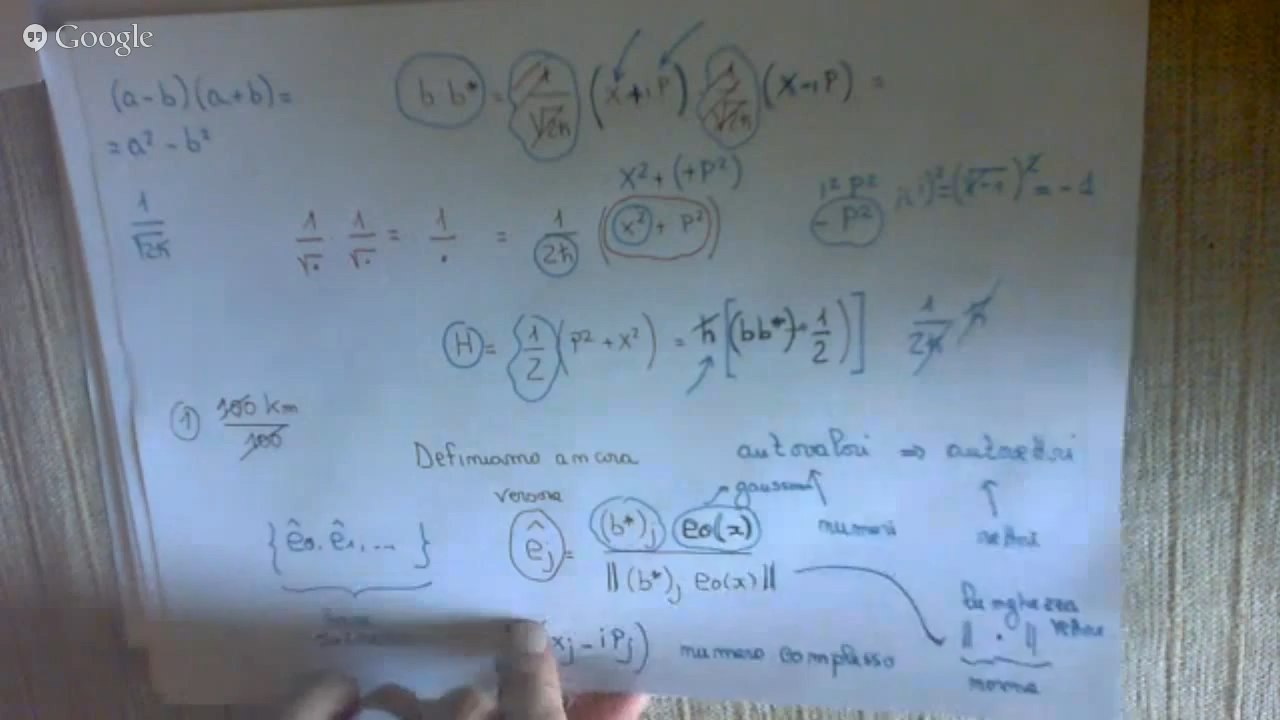 Google
(a-b)(a+b)=
= a² - b²
b b* = 1/√2ħ (x + i P) 1/√2ħ (x - i P) =
x² + (+P²)
i² P²
- P²
(i)² = (√-1)² = -1
1/√2ħ
1/√. · 1/√. = 1/. = 1/2ħ (x² + P²)
H = { 1/2 (P² + x²) = ħ [(bb*) - 1/2)]
1/2ħ ħ
1 100 km/100
Definiamo ancora
autovalori => autovettori
versore
gaussiana
numeri
vettori
{ê0, ê1, ... }
êj = (b*)j e0(x) / ||(b*)j e0(x)||
lunghezza
vettore
|| · ||
norma
xj - i Pj)
numero complesso